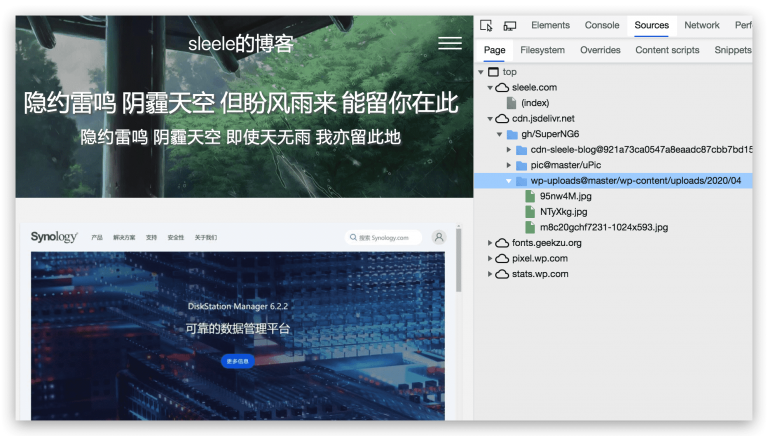 sleele的博客
隐约雷鸣 阴霾天空 但盼风雨来 能留你在此
隐约雷鸣 阴霾天空 即使天无雨 我亦留此地
Synology 产品 解决方案 支持 安全性 关于我们 搜索 Synology.com
DiskStation Manager 6.2.2
可靠的数据管理平台
更多信息
Elements Console Sources Network Perf
Page Filesystem Overrides Content scripts Snippets
top
sleele.com
(index)
cdn.jsdelivr.net
gh/SuperNG6
cdn-sleele-blog@921a73ca0547a8eaadc87cbb7bd15
pic@master/uPic
wp-uploads@master/wp-content/uploads/2020/04
95nw4M.jpg
NTyXkg.jpg
m8c20gchf7231-1024x593.jpg
fonts.geekzu.org
pixel.wp.com
stats.wp.com